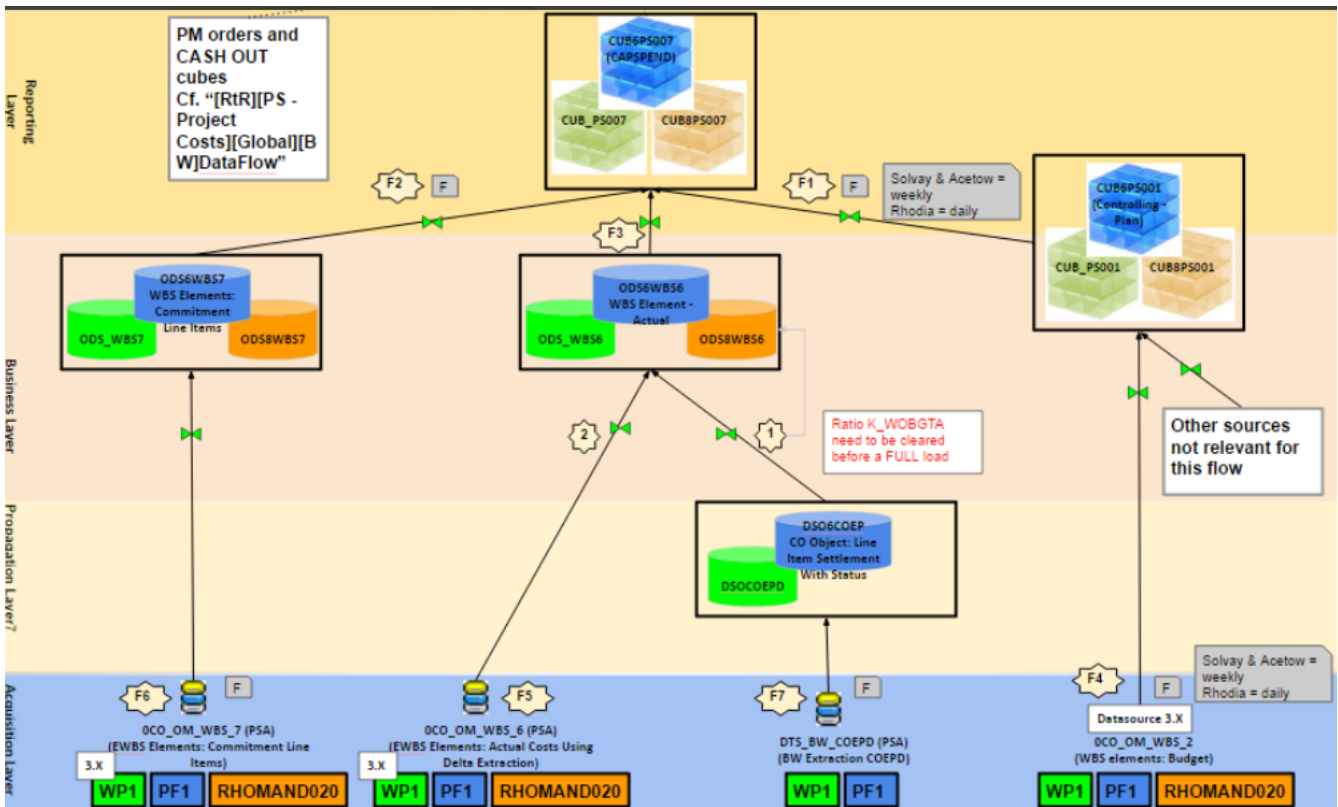 Reporting
Layer
PM orders and
CASH OUT
cubes
Cf. “[RtR][PS -
Project
Costs][Global][B
W]DataFlow”
CUB6PS007
(CAPSPEND)
CUB_PS007
CUB8PS007
F2
F
F1
F
Solvay & Acetow =
weekly
Rhodia = daily
F3
CUB6PS001
(Controlling -
Plan)
CUB_PS001
CUB8PS001
Business Layer
ODS6WBS7
WBS Elements:
Commitment
Line Items
ODS_WBS7
ODS8WBS7
ODS6WBS6
WBS Element -
Actual
ODS_WBS6
ODS8WBS6
2
1
Ratio K_WOBGTA
need to be cleared
before a FULL load
Other sources
not relevant for
this flow
Propagation Layer?
DSO6COEP
CO Object: Line
Item Settlement
With Status
DSOCOEPD
Acquisition Layer
F6
F
0CO_OM_WBS_7 (PSA)
(EWBS Elements: Commitment Line
Items)
3.X
WP1
PF1
RHOMAND020
F5
0CO_OM_WBS_6 (PSA)
(EWBS Elements: Actual Costs Using
Delta Extraction)
3.X
WP1
PF1
RHOMAND020
F7
F
DTS_BW_COEPD (PSA)
(BW Extraction COEPD)
WP1
PF1
F4
F
Solvay & Acetow =
weekly
Rhodia = daily
Datasource 3.X
0CO_OM_WBS_2
(WBS elements: Budget)
WP1
PF1
RHOMAND020